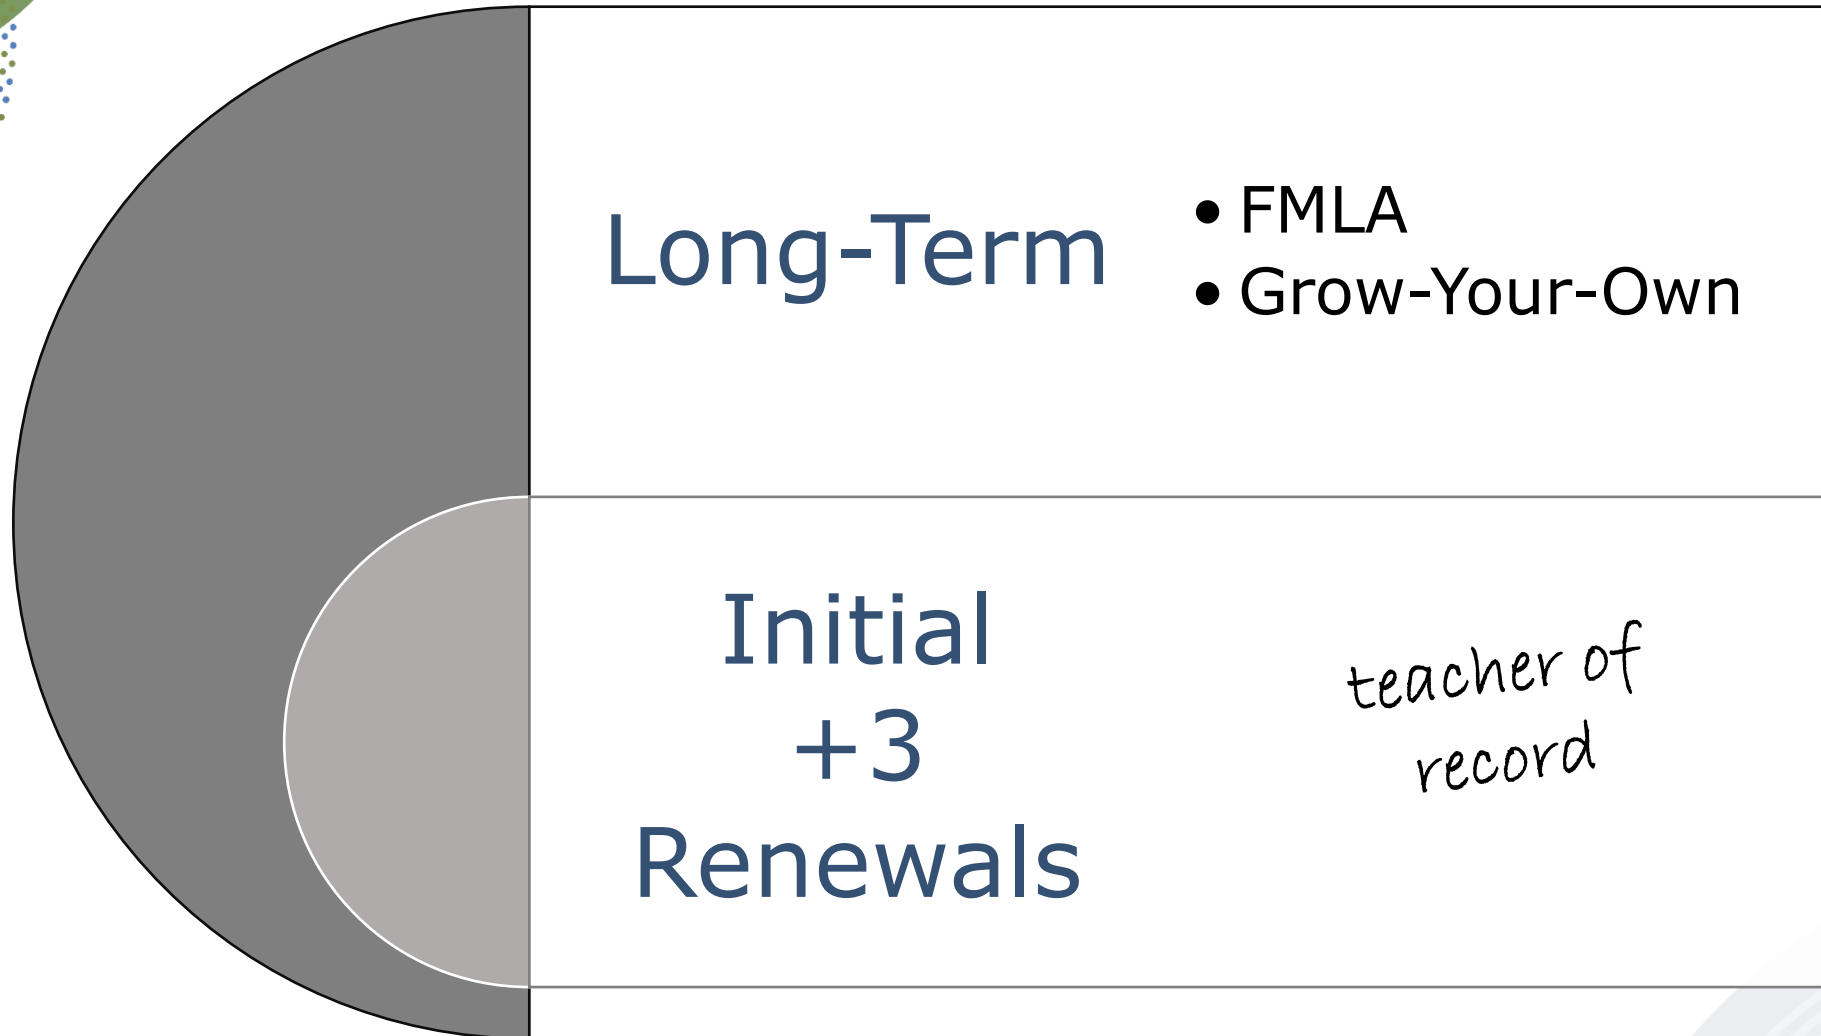 Long-Term
• FMLA
• Grow-Your-Own
Initial
+3
Renewals
teacher of
record